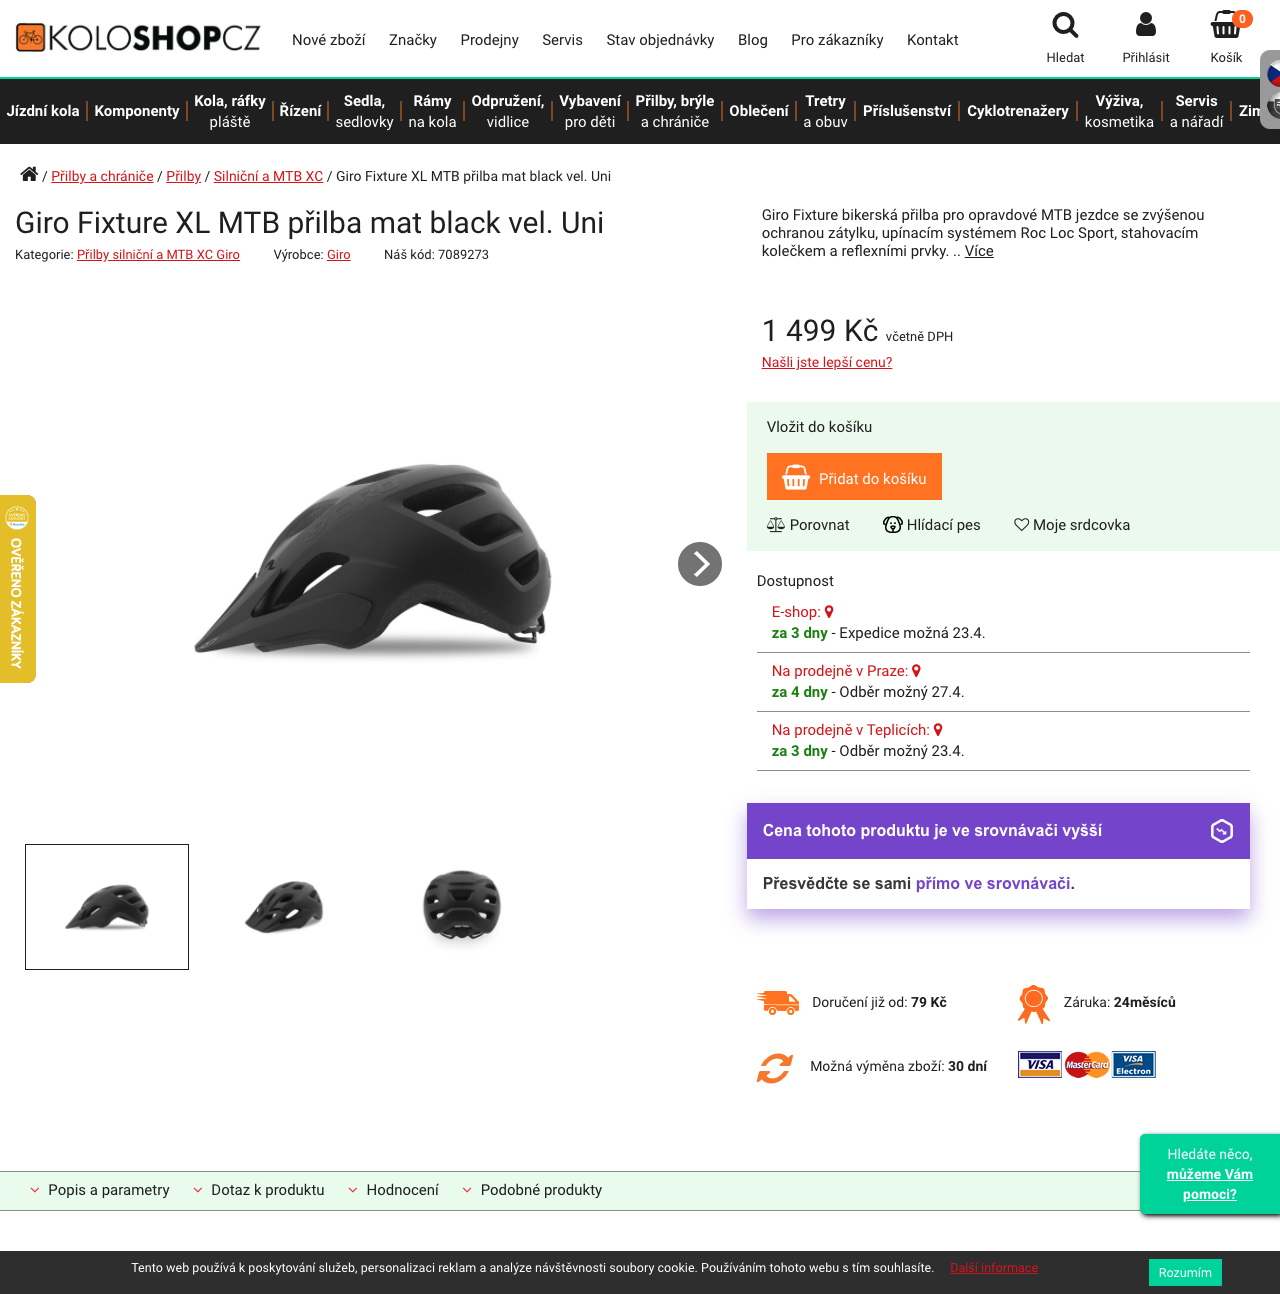 KOLOSHOPCZ
Nové zboží Značky Prodejny Servis Stav objednávky Blog Pro zákazníky Kontakt
Hledat Přihlásit 0 Košík
Jízdní kola Komponenty Kola, ráfky pláště Řízení Sedla, sedlovky Rámy na kola Odpružení, vidlice Vybavení pro děti Přilby, brýle a chrániče Oblečení Tretry a obuv Příslušenství Cyklotrenažery Výživa, kosmetika Servis a nářadí
/ Přilby a chrániče / Přilby / Silniční a MTB XC / Giro Fixture XL MTB přilba mat black vel. Uni
Giro Fixture XL MTB přilba mat black vel. Uni
Kategorie: Přilby silniční a MTB XC Giro Výrobce: Giro Náš kód: 7089273
Giro Fixture bikerská přilba pro opravdové MTB jezdce se zvýšenou
ochranou zátylku, upínacím systémem Roc Loc Sport, stahovacím
kolečkem a reflexními prvky. .. Více
1 499 Kč včetně DPH
Našli jste lepší cenu?
Vložit do košíku
Přidat do košíku
Porovnat Hlídací pes Moje srdcovka
OVĚŘENO ZÁKAZNÍKY
Dostupnost
E-shop:
za 3 dny - Expedice možná 23.4.
Na prodejně v Praze:
za 4 dny - Odběr možný 27.4.
Na prodejně v Teplicích:
za 3 dny - Odběr možný 23.4.
Cena tohoto produktu je ve srovnávači vyšší
Přesvědčte se sami přímo ve srovnávači.
Doručení již od: 79 Kč
Záruka: 24měsíců
Možná výměna zboží: 30 dní
VISA MasterCard VISA Electron
Hledáte něco,
můžeme Vám
pomoci?
Popis a parametry Dotaz k produktu Hodnocení Podobné produkty
Tento web používá k poskytování služeb, personalizaci reklam a analýze návštěvnosti soubory cookie. Používáním tohoto webu s tím souhlasíte. Další informace
Rozumím